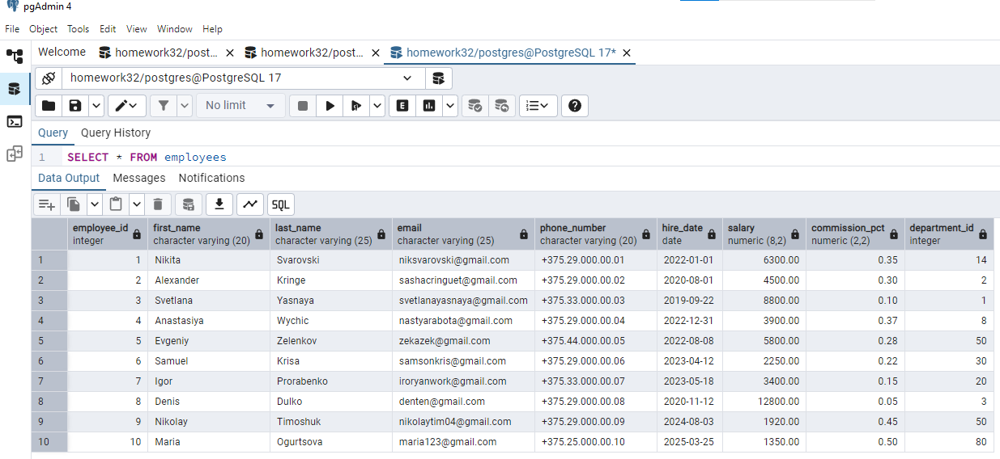 pgAdmin 4
File Object Tools Edit View Window Help
Welcome homework32/post... homework32/post... homework32/postgres@PostgreSQL 17*
homework32/postgres@PostgreSQL 17
No limit E
Query Query History
1 SELECT * FROM employees
Data Output Messages Notifications
SQL
employee_id first_name last_name email phone_number hire_date salary commission_pct department_id
integer character varying (20) character varying (25) character varying (25) character varying (20) date numeric (8,2) numeric (2,2) integer
1 1 Nikita Svarovski niksvarovski@gmail.com +375.29.000.00.01 2022-01-01 6300.00 0.35 14
2 2 Alexander Kringe sashacringuet@gmail.com +375.29.000.00.02 2020-08-01 4500.00 0.30 2
3 3 Svetlana Yasnaya svetlanayasnaya@gmail.com +375.33.000.00.03 2019-09-22 8800.00 0.10 1
4 4 Anastasiya Wychic nastyarabota@gmail.com +375.29.000.00.04 2022-12-31 3900.00 0.37 8
5 5 Evgeniy Zelenkov zekazek@gmail.com +375.44.000.00.05 2022-08-08 5800.00 0.28 50
6 6 Samuel Krisa samsonkris@gmail.com +375.29.000.00.06 2023-04-12 2250.00 0.22 30
7 7 Igor Prorabenko iroryanwork@gmail.com +375.33.000.00.07 2023-05-18 3400.00 0.15 20
8 8 Denis Dulko denten@gmail.com +375.29.000.00.08 2020-11-12 12800.00 0.05 3
9 9 Nikolay Timoshuk nikolaytim04@gmail.com +375.29.000.00.09 2024-08-03 1920.00 0.45 50
10 10 Maria Ogurtsova maria123@gmail.com +375.25.000.00.10 2025-03-25 1350.00 0.50 80